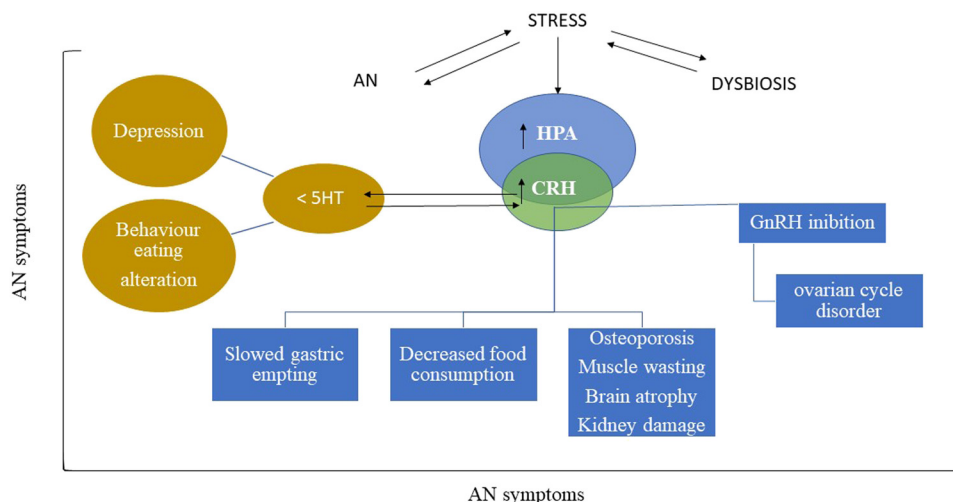 STRESS
AN
DYSBIOSIS
Depression
HPA
CRH
< 5HT
Behaviour
eating
alteration
GnRH inibition
ovarian cycle
disorder
Slowed gastric
empting
Decreased food
consumption
Osteoporosis
Muscle wasting
Brain atrophy
Kidney damage
AN symptoms
AN symptoms